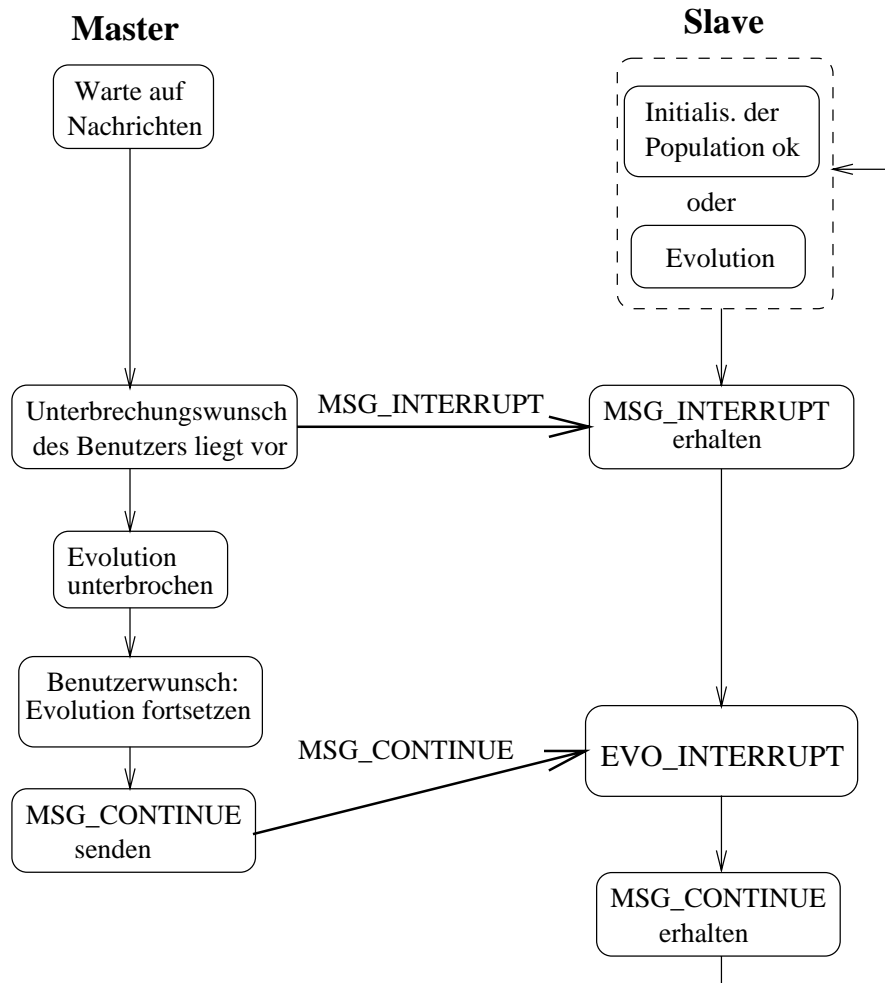 Master
Slave
Warte auf
Nachrichten
Initialis. der
Population ok
oder
Evolution
Unterbrechungswunsch
des Benutzers liegt vor
MSG_INTERRUPT
MSG_INTERRUPT
erhalten
Evolution
unterbrochen
Benutzerwunsch:
Evolution fortsetzen
MSG_CONTINUE
EVO_INTERRUPT
MSG_CONTINUE
senden
MSG_CONTINUE
erhalten